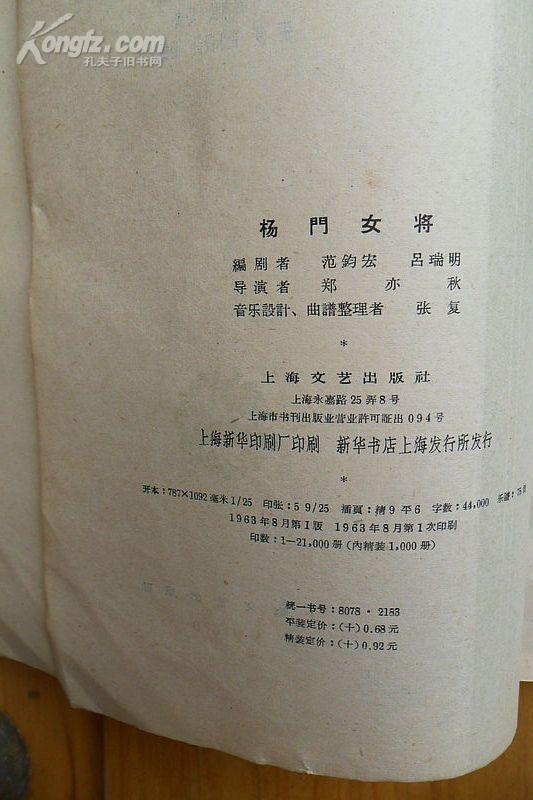 Kongfz.com
孔夫子旧书网
杨門女将
編剧者 范鈞宏 呂瑞明
导演者 郑亦秋
音乐設計、曲譜整理者 张复
*
上海文艺出版社
上海永嘉路25弄8号
上海市书刊出版业营业許可証出094号
上海新华印刷厂印刷 新华书店上海发行所发行
*
开本:787×1092毫米1/25 印张:5 9/25 插頁:精9 平6 字数:44,000 乐譜:75
1963年8月第1版 1963年8月第1次印刷
印数:1—21,000册(內精装1,000册)
統一书号:8078·2183
平装定价:(十)0.68元
精装定价:(十)0.92元